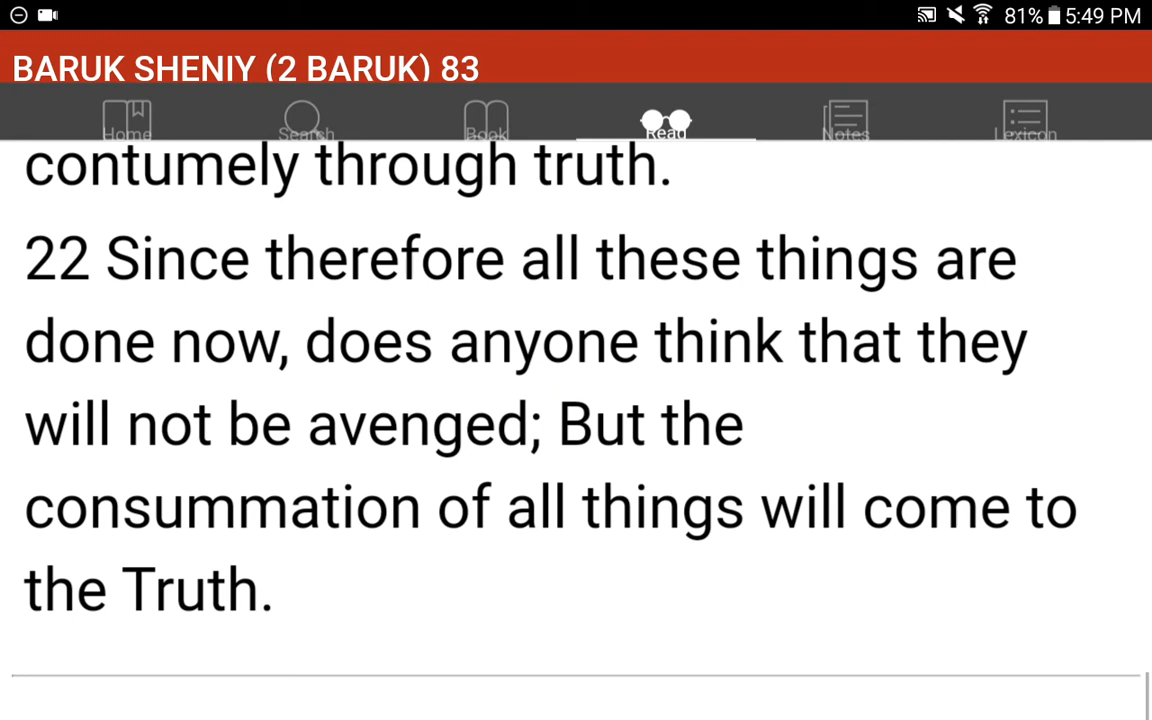 81% 5:49 PM
BARUK SHENIY (2 BARUK) 83
Home Search Book Read Notes Lexicon
contumely through truth.
22 Since therefore all these things are
done now, does anyone think that they
will not be avenged; But the
consummation of all things will come to
the Truth.